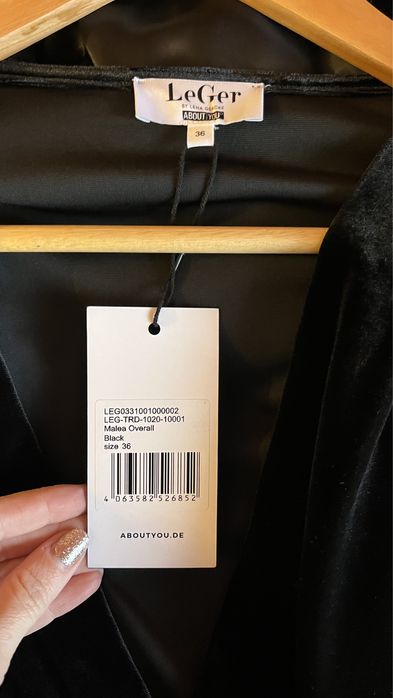 LeGer
BY LENA GERCKE
ABOUT YOU
36
LEG0331001000002
LEG-TRD-1020-10001
Malea Overall
Black
size 36
4 063582 526852
ABOUTYOU.DE